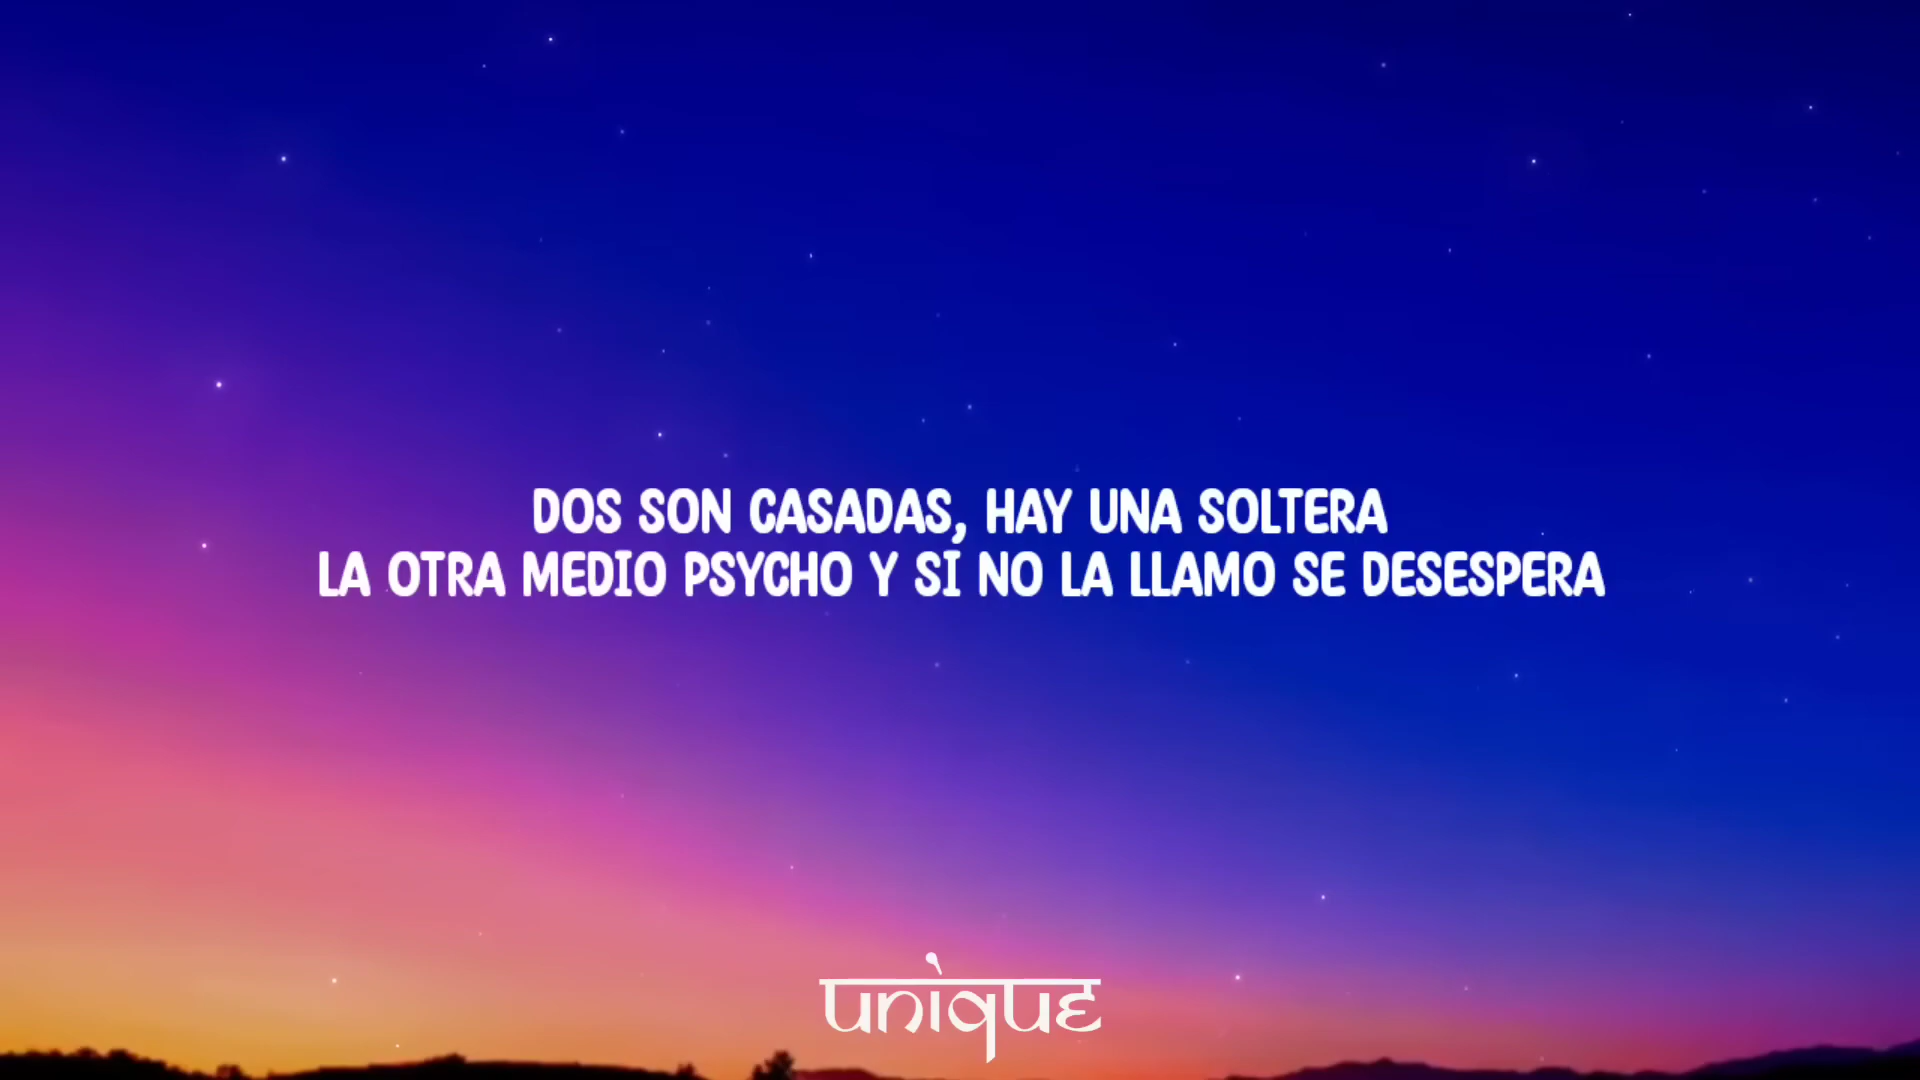 DOS SON CASADAS, HAY UNA SOLTERA
LA OTRA MEDIO PSYCHO Y SI NO LA LLAMO SE DESESPERA
unique